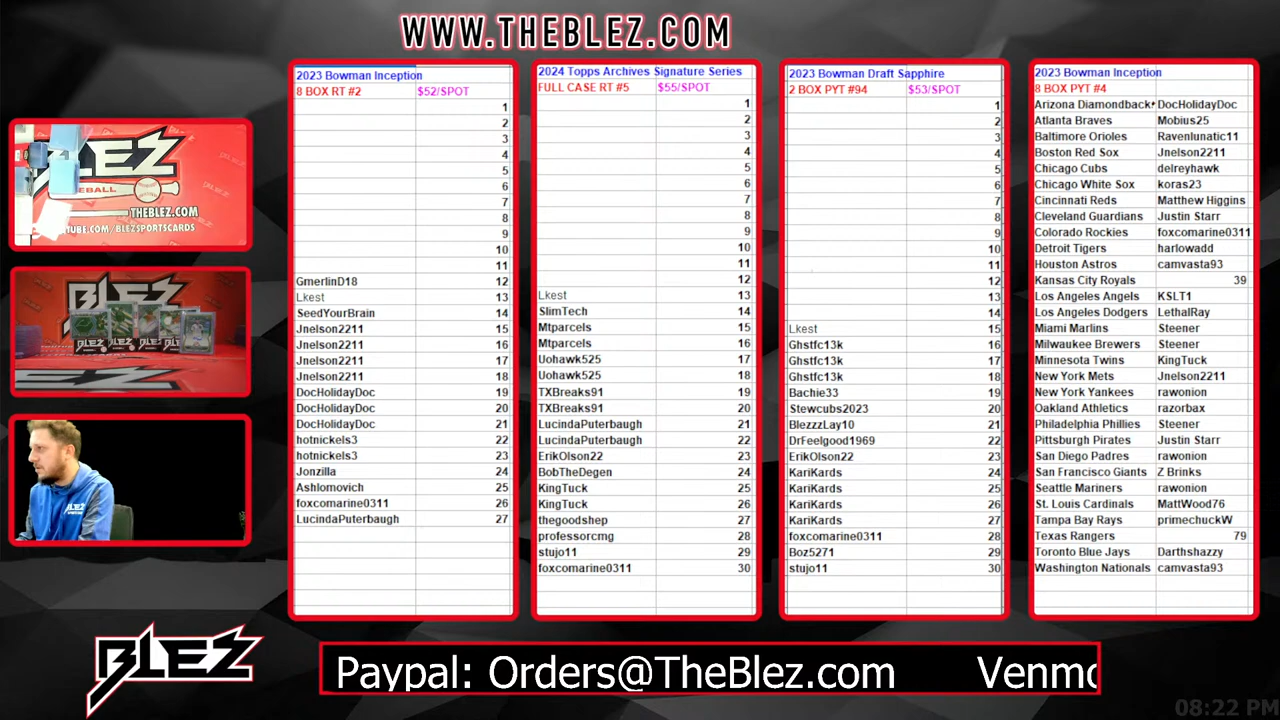 WWW.THEBLEZ.COM
BLEZ
BASEBALL
THEBLEZ.COM
TUBE.COM/BLEZSPORTSCARDS
BLEZ
BLEZ
2023 Bowman Inception
8 BOX RT #2 $52/SPOT
1
2
3
4
5
6
7
8
9
10
11
GmerlinD18 12
Lkest 13
SeedYourBrain 14
Jnelson2211 15
Jnelson2211 16
Jnelson2211 17
Jnelson2211 18
DocHolidayDoc 19
DocHolidayDoc 20
DocHolidayDoc 21
hotnickels3 22
hotnickels3 23
Jonzilla 24
Ashlomovich 25
foxcomarine0311 26
LucindaPuterbaugh 27
2024 Topps Archives Signature Series
FULL CASE RT #5 $55/SPOT
1
2
3
4
5
6
7
8
9
10
11
12
Lkest 13
SlimTech 14
Mtparcels 15
Mtparcels 16
Uohawk525 17
Uohawk525 18
TXBreaks91 19
TXBreaks91 20
LucindaPuterbaugh 21
LucindaPuterbaugh 22
ErikOlson22 23
BobTheDegen 24
KingTuck 25
KingTuck 26
thegoodshep 27
professorcmg 28
stujo11 29
foxcomarine0311 30
2023 Bowman Draft Sapphire
2 BOX PYT #94 $53/SPOT
1
2
3
4
5
6
7
8
9
10
11
12
13
14
Lkest 15
Ghstfc13k 16
Ghstfc13k 17
Ghstfc13k 18
Bachie33 19
Stewcubs2023 20
BlezzzLay10 21
DrFeelgood1969 22
ErikOlson22 23
KariKards 24
KariKards 25
KariKards 26
KariKards 27
foxcomarine0311 28
Boz5271 29
stujo11 30
2023 Bowman Inception
8 BOX PYT #4
Arizona Diamondback DocHolidayDoc
Atlanta Braves Mobius25
Baltimore Orioles Ravenlunatic11
Boston Red Sox Jnelson2211
Chicago Cubs delreyhawk
Chicago White Sox koras23
Cincinnati Reds Matthew Higgins
Cleveland Guardians Justin Starr
Colorado Rockies foxcomarine0311
Detroit Tigers harlowadd
Houston Astros camvasta93
Kansas City Royals 39
Los Angeles Angels KSLT1
Los Angeles Dodgers LethalRay
Miami Marlins Steener
Milwaukee Brewers Steener
Minnesota Twins KingTuck
New York Mets Jnelson2211
New York Yankees rawonion
Oakland Athletics razorbax
Philadelphia Phillies Steener
Pittsburgh Pirates Justin Starr
San Diego Padres rawonion
San Francisco Giants Z Brinks
Seattle Mariners rawonion
St. Louis Cardinals MattWood76
Tampa Bay Rays primechuckW
Texas Rangers 79
Toronto Blue Jays Darthshazzy
Washington Nationals camvasta93
BLEZ
Paypal: Orders@TheBlez.com Venmo
08:22 PM